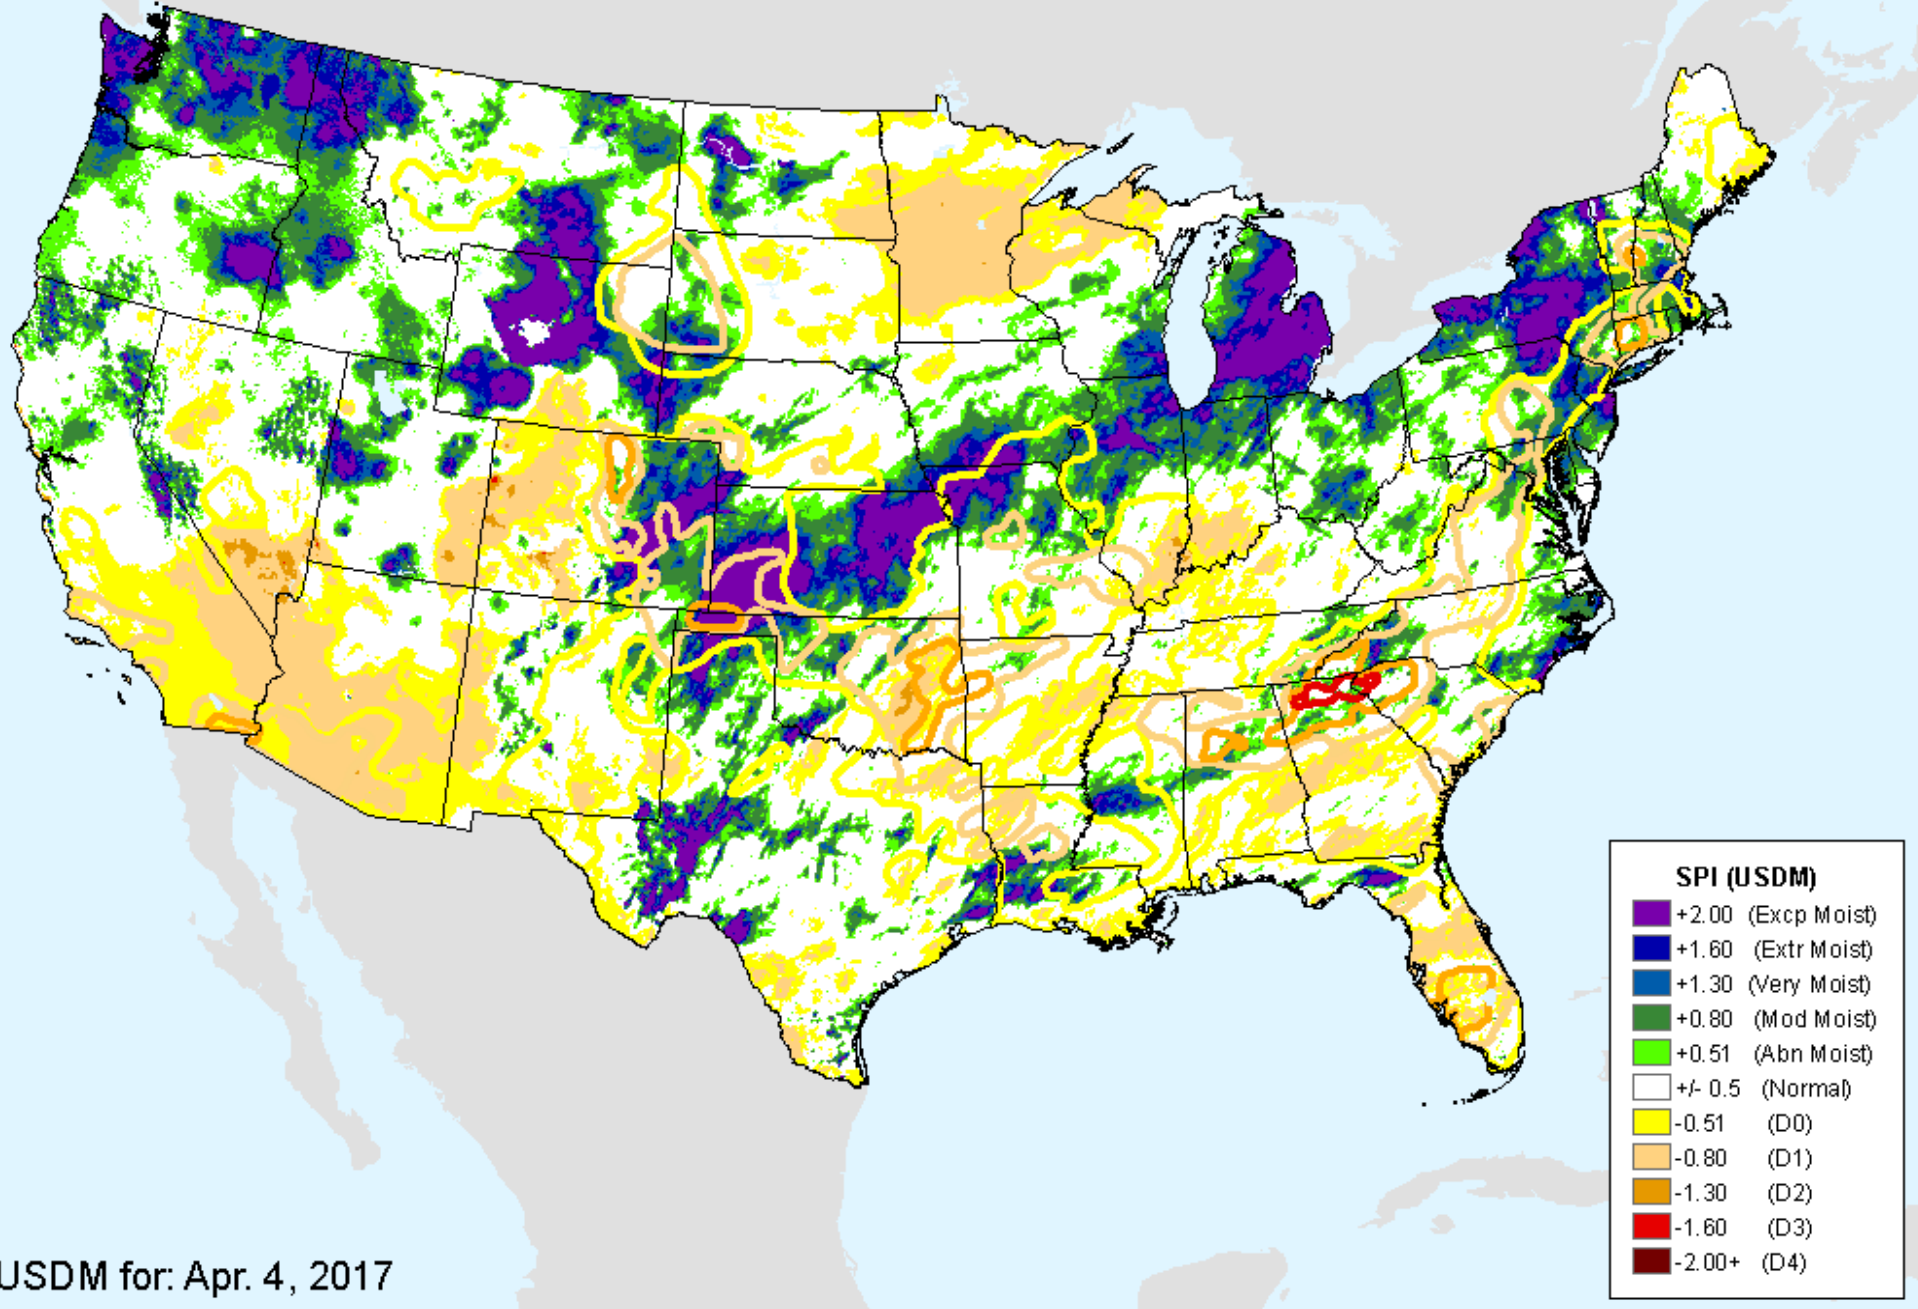 SPI (USDM)
+2.00 (Excp Moist)
+1.60 (Extr Moist)
+1.30 (Very Moist)
+0.80 (Mod Moist)
+0.51 (Abn Moist)
+/- 0.5 (Normal)
-0.51 (D0)
-0.80 (D1)
-1.30 (D2)
-1.60 (D3)
-2.00+ (D4)
USDM for: Apr. 4, 2017